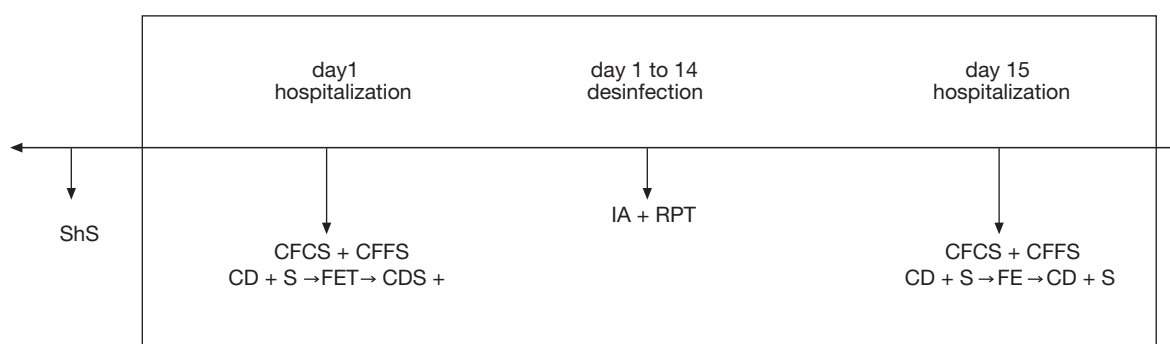 day1
hospitalization
day 1 to 14
desinfection
day 15
hospitalization
ShS
CFCS + CFFS
CD + S →FET→ CDS +
IA + RPT
CFCS + CFFS
CD + S →FE →CD + S